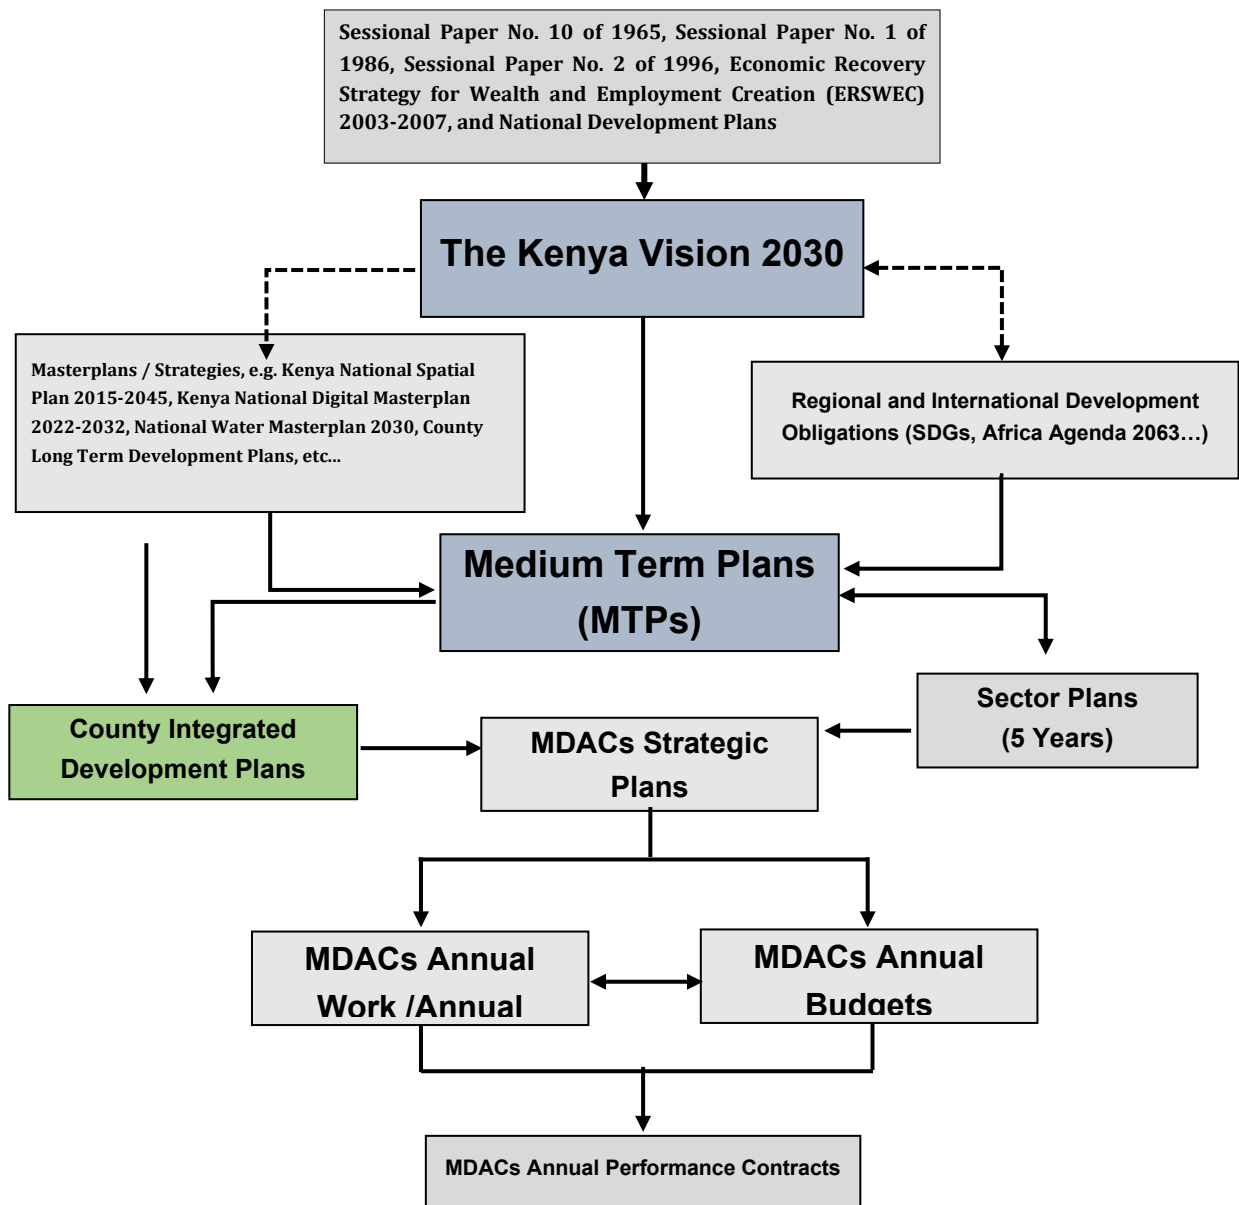 Sessional Paper No. 10 of 1965, Sessional Paper No. 1 of
1986, Sessional Paper No. 2 of 1996, Economic Recovery
Strategy for Wealth and Employment Creation (ERSWEC)
2003-2007, and National Development Plans
The Kenya Vision 2030
Masterplans / Strategies, e.g. Kenya National Spatial
Plan 2015-2045, Kenya National Digital Masterplan
2022-2032, National Water Masterplan 2030, County
Long Term Development Plans, etc...
Regional and International Development
Obligations (SDGs, Africa Agenda 2063…)
Medium Term Plans
(MTPs)
Sector Plans
(5 Years)
County Integrated
Development Plans
MDACs Strategic
Plans
MDACs Annual
Work /Annual
MDACs Annual
Budgets
MDACs Annual Performance Contracts